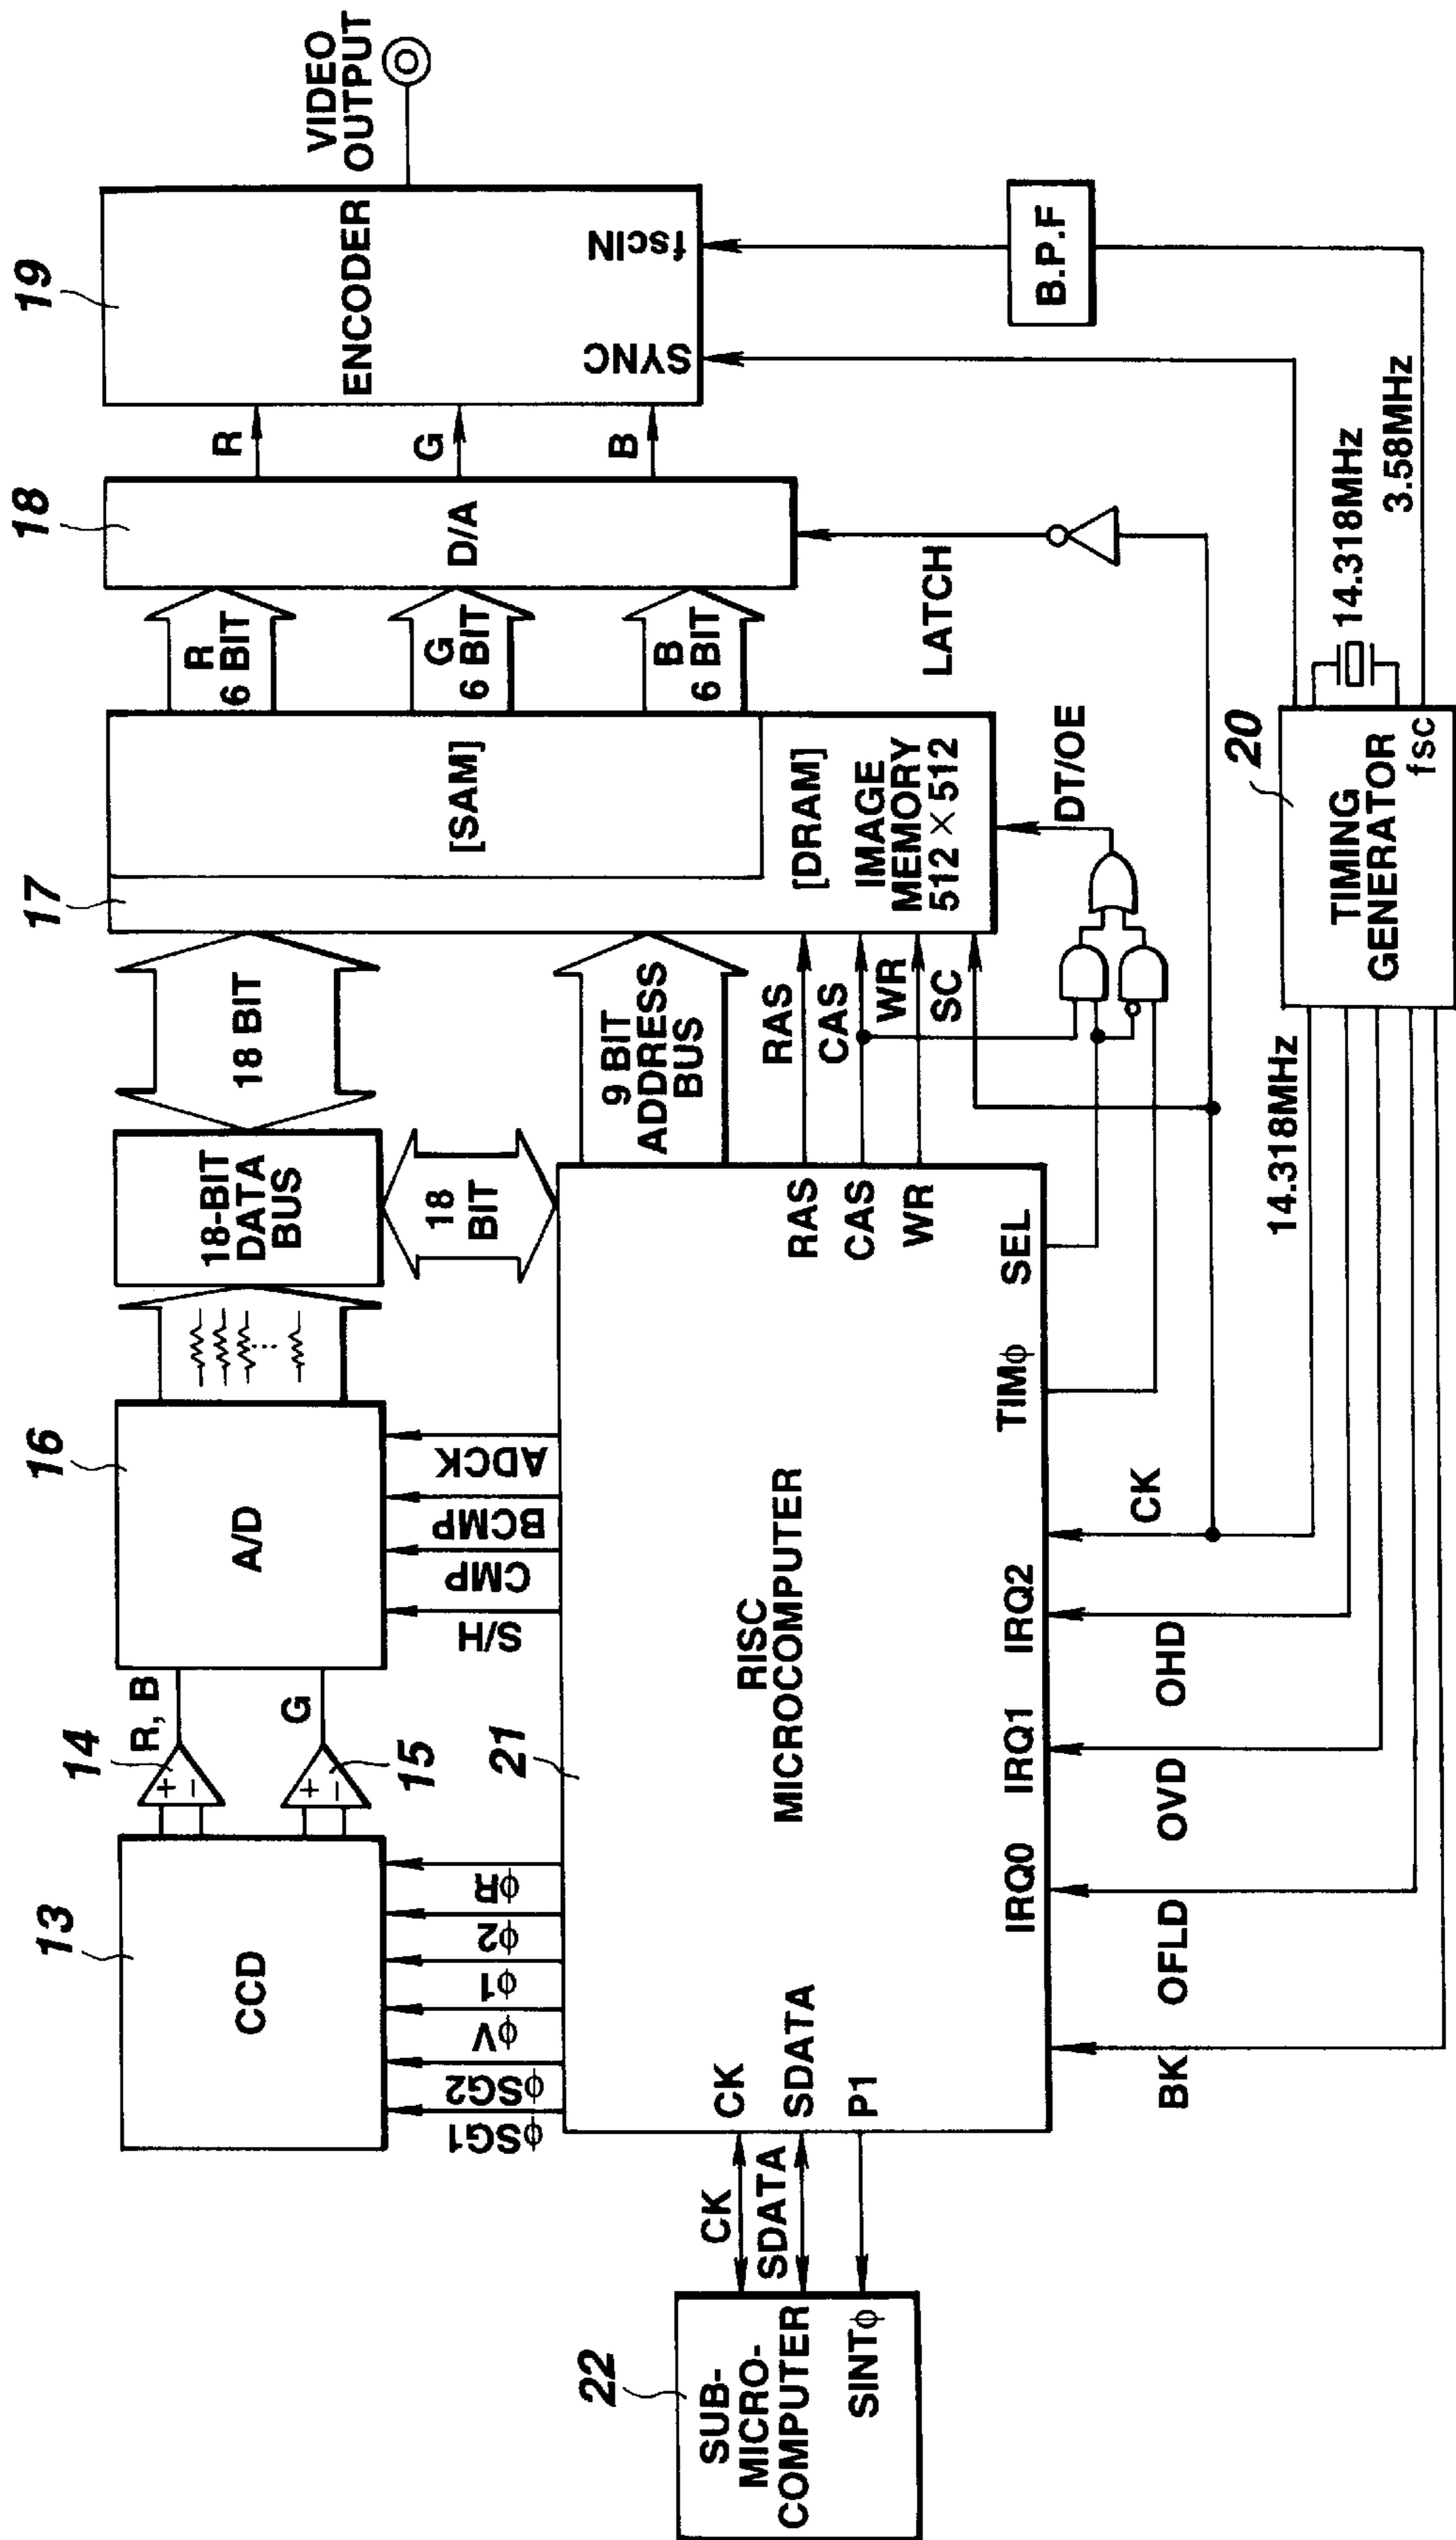 13
CCD
14
R, B
15
G
16
A/D
18-BIT
DATA
BUS
18 BIT
18
BIT
17
[SAM]
[DRAM]
IMAGE
MEMORY
512 × 512
R
6 BIT
G
6 BIT
B
6 BIT
18
D/A
R
G
B
19
ENCODER
SYNC
fscIN
VIDEO
OUTPUT
φSG1
φSG2
φV
φ1
φ2
φR
S/H
CMP
BCMP
ADCK
9 BIT
ADDRESS
BUS
RAS
CAS
WR
SC
RAS
CAS
WR
21
RISC
MICROCOMPUTER
CK
SDATA
P1
CK
SDATA
22
SUB-
MICRO-
COMPUTER
SINTφ
IRQ0
IRQ1
IRQ2
TIMφ
SEL
DT/OE
LATCH
B.P.F
BK
OFLD
OVD
OHD
CK
14.318MHz
20
TIMING
GENERATOR
fsc
14.318MHz
3.58MHz
+
−
+
−